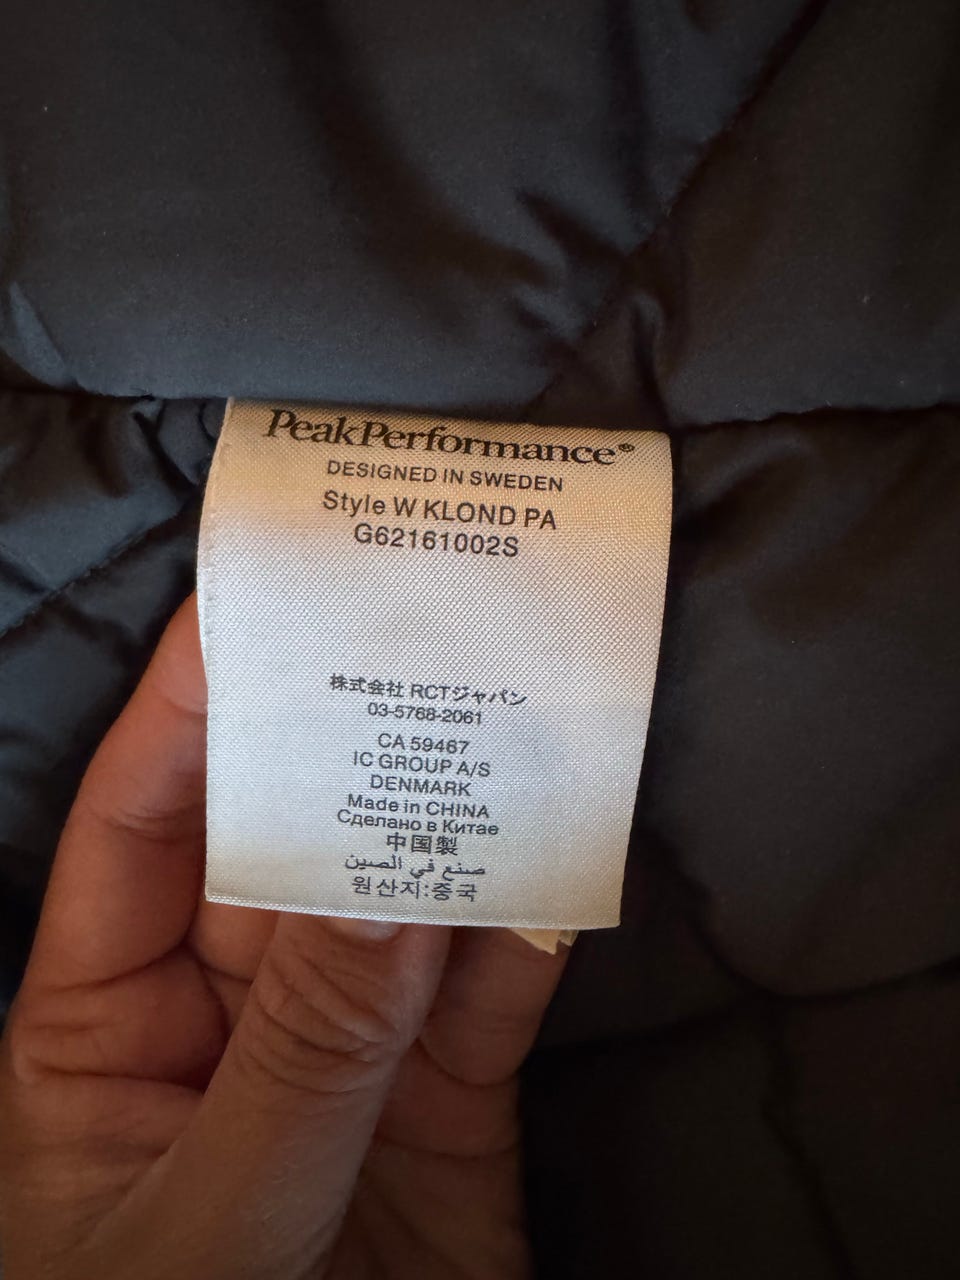 PeakPerformance®
DESIGNED IN SWEDEN
Style W KLOND PA
G62161002S
株式会社 RCTジャパン
03-5768-2061
CA 59467
IC GROUP A/S
DENMARK
Made in CHINA
Сделано в Китае
中国製
صنع في الصين
원산지:중국